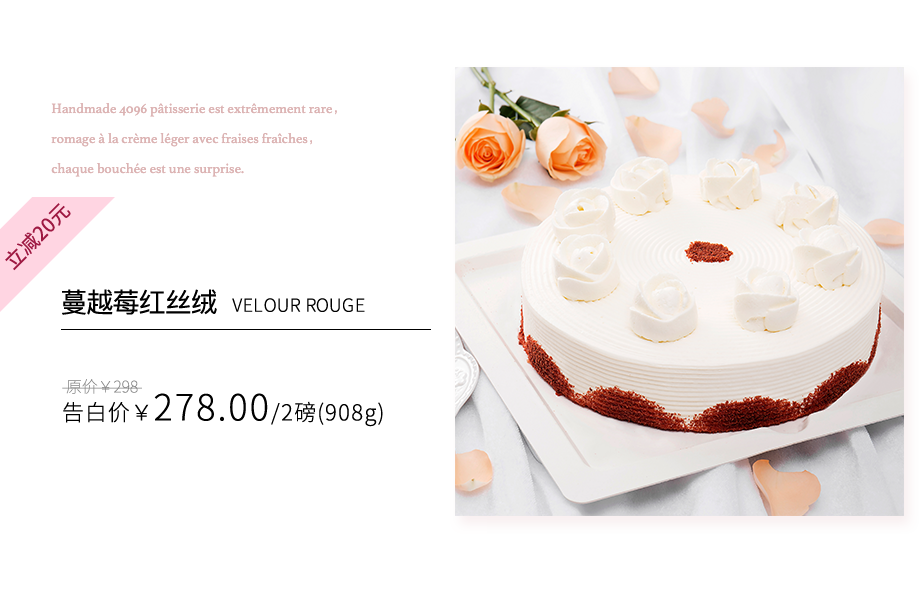 Handmade 4096 pâtisserie est extrêmement rare，
romage à la crème léger avec fraises fraîches，
chaque bouchée est une surprise.
立减20元
蔓越莓红丝绒 VELOUR ROUGE
原价￥298
告白价￥278.00/2磅(908g)